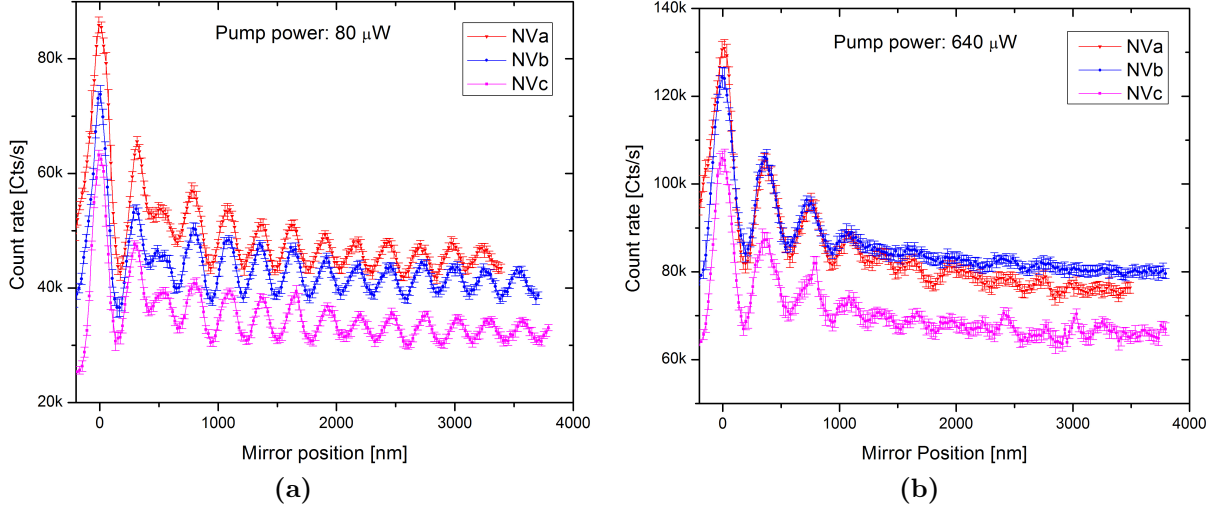 80k
60k
40k
20k
Count rate [Cts/s]
Pump power: 80 μW
NVa
NVb
NVc
0
1000
2000
3000
4000
Mirror position [nm]
(a)
140k
120k
100k
80k
60k
Count rate [Cts/s]
Pump power: 640 μW
NVa
NVb
NVc
0
1000
2000
3000
4000
Mirror Position [nm]
(b)